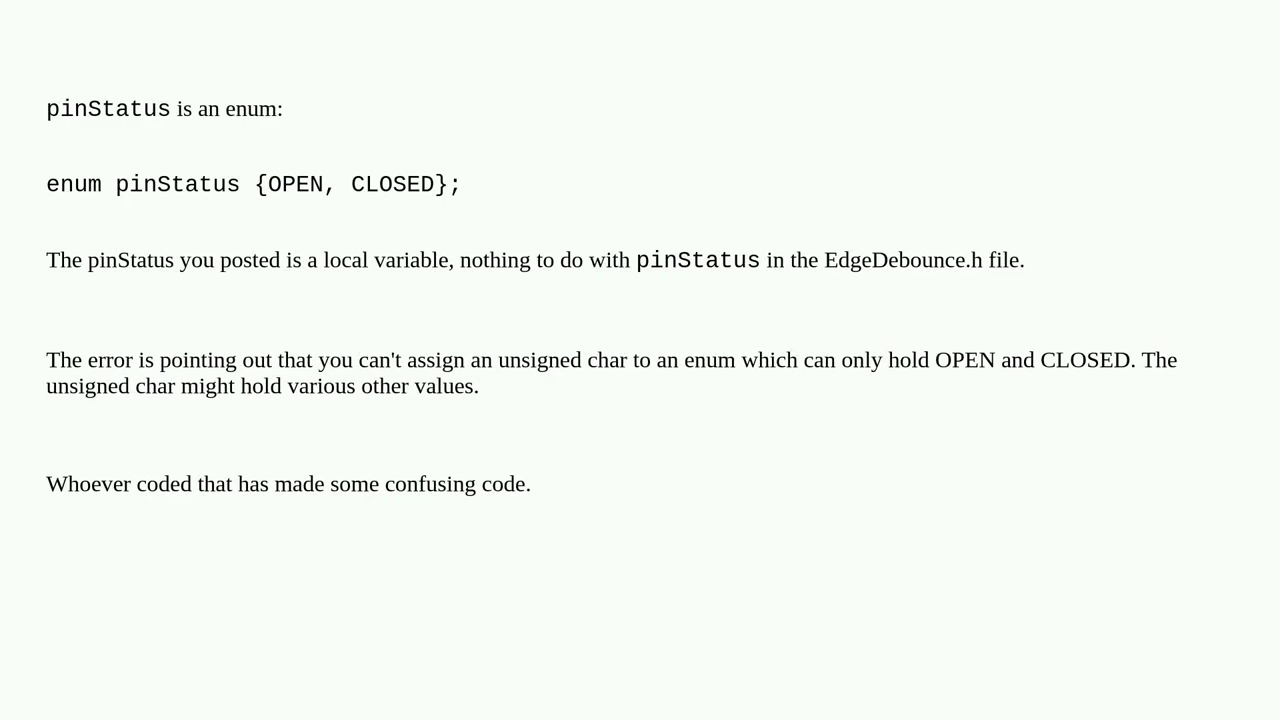 pinStatus is an enum:
enum pinStatus {OPEN, CLOSED};
The pinStatus you posted is a local variable, nothing to do with pinStatus in the EdgeDebounce.h file.
The error is pointing out that you can't assign an unsigned char to an enum which can only hold OPEN and CLOSED. The
unsigned char might hold various other values.
Whoever coded that has made some confusing code.